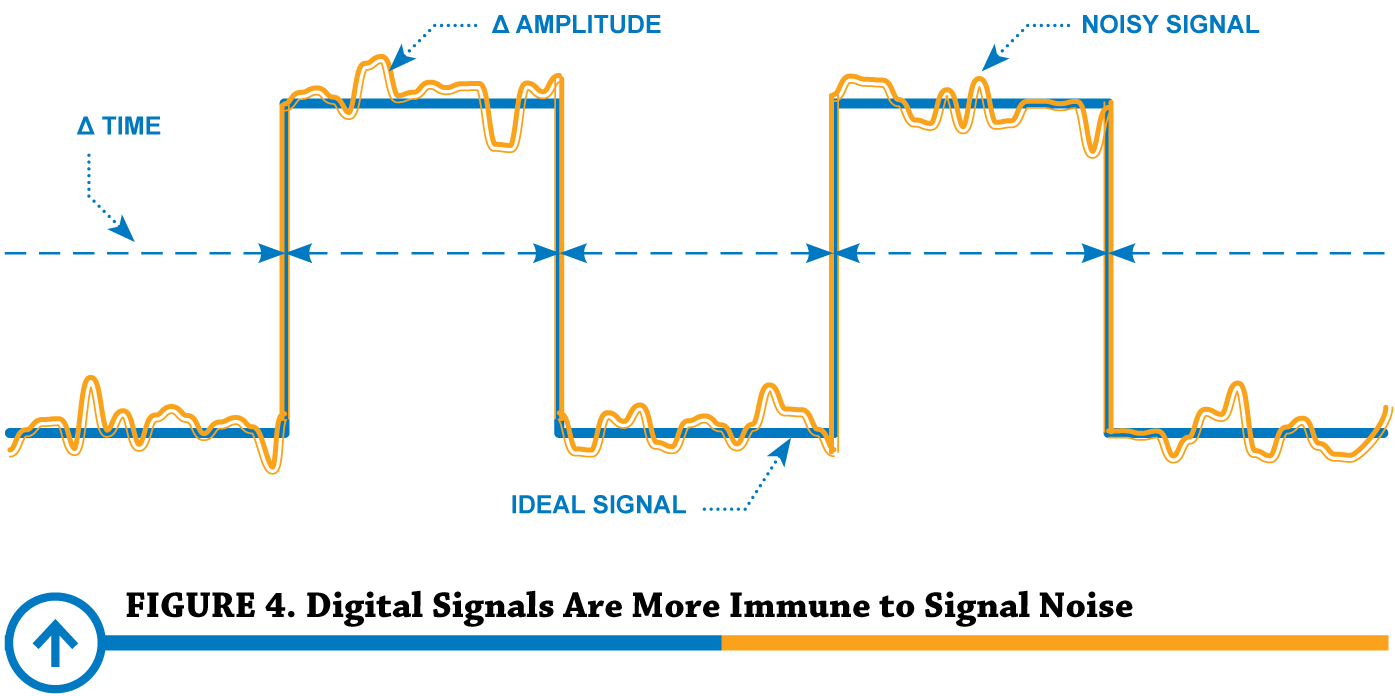 Δ AMPLITUDE
NOISY SIGNAL
Δ TIME
IDEAL SIGNAL
FIGURE 4. Digital Signals Are More Immune to Signal Noise